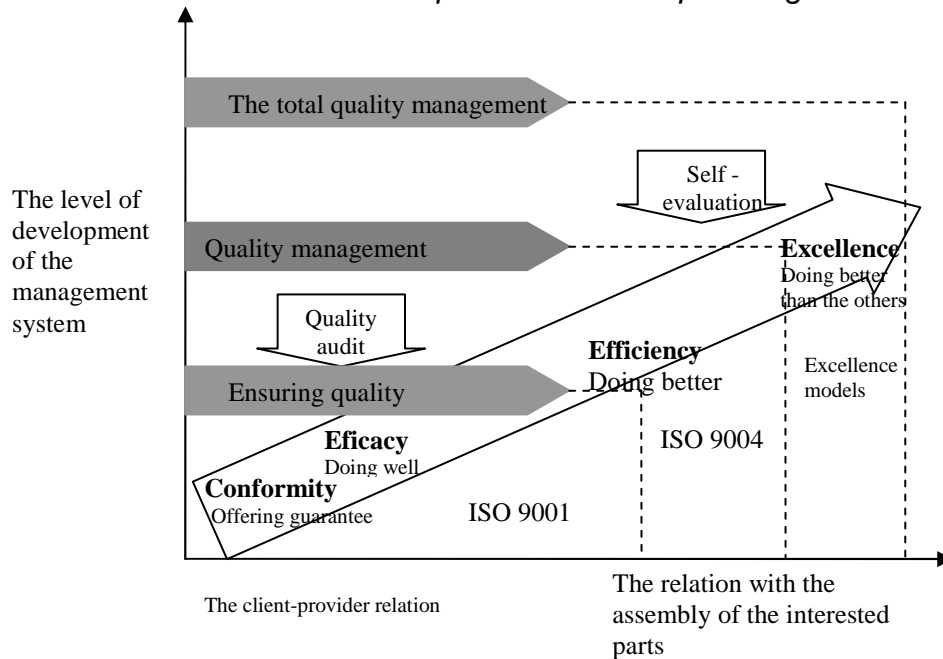 The total quality management
Self -
evaluation
The level of
development
of the
management
system
Quality management
Excellence
Doing better
than the others
Quality
audit
Efficiency
Doing better
Excellence
models
Ensuring quality
Eficacy
Doing well
ISO 9004
Conformity
Offering guarantee
ISO 9001
The client-provider relation
The relation with the
assembly of the interested
parts